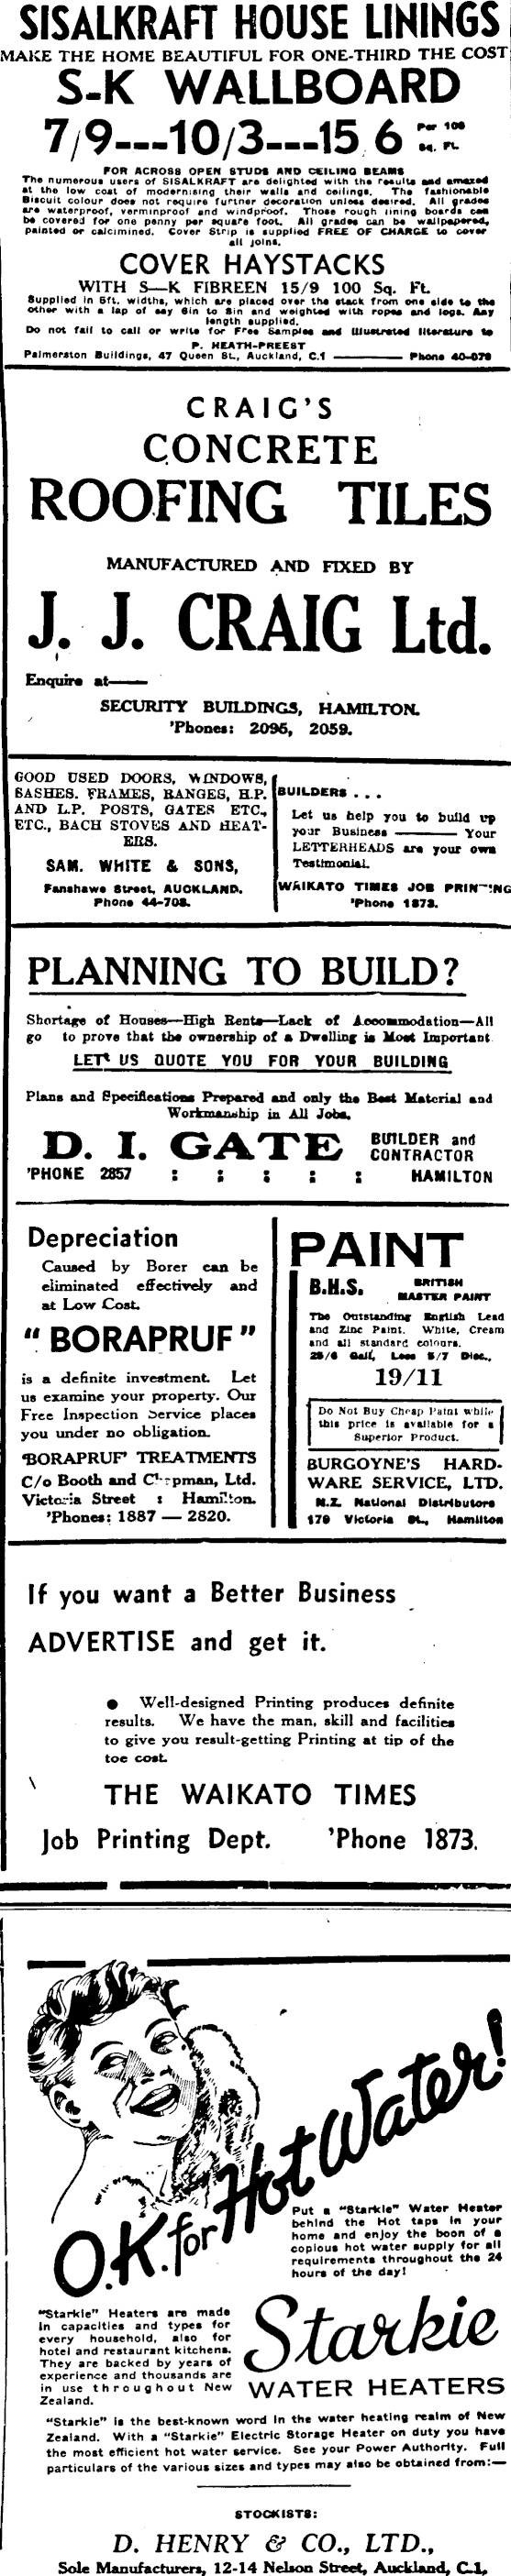 SISALKRAFT HOUSE LININGS
MAKE THE HOME BEAUTIFUL FOR ONE-THIRD THE COST
S-K WALLBOARD
7/9---10/3---15 6 Per 100 Sq. Ft.
FOR ACROSS OPEN STUDS AND CEILING BEAMS
The numerous users of SISALKRAFT are delighted with the results and amazed
at the low cost of modernising their walls and ceilings. The fashionable
Biscuit colour does not require further decoration unless desired. All grades
are waterproof, verminproof and windproof. Those rough lining boards can
be covered for one penny per square foot. All grades can be wallpapered,
painted or calcimined. Cover Strip is supplied FREE OF CHARGE to cover
all joins.
COVER HAYSTACKS
WITH S—K FIBREEN 15/9 100 Sq. Ft.
Supplied in 6ft. widths, which are placed over the stack from one side to the
other with a lap of say 6in to 8in and weighted with ropes and logs. Any
length supplied.
Do not fail to call or write for Free Samples and Illustrated literature to
P. HEATH-PREEST
Palmerston Buildings, 47 Queen St., Auckland, C.1 ——— Phone 40-079
CRAIG'S
CONCRETE
ROOFING TILES
MANUFACTURED AND FIXED BY
J. J. CRAIG Ltd.
Enquire at——
SECURITY BUILDINGS, HAMILTON.
'Phones: 2095, 2059.
GOOD USED DOORS, WINDOWS,
SASHES. FRAMES, RANGES, H.P.
AND L.P. POSTS, GATES ETC.,
ETC., BACH STOVES AND HEAT-
ERS.
SAM. WHITE & SONS,
Fanshawe Street, AUCKLAND.
Phone 44-708.
BUILDERS . . .
Let us help you to build up
your Business ——— Your
LETTERHEADS are your own
Testimonial.
WAIKATO TIMES JOB PRINTING
'Phone 1873.
PLANNING TO BUILD?
Shortage of Houses—High Rents—Lack of Accommodation—All
go to prove that the ownership of a Dwelling is Most Important
LET US QUOTE YOU FOR YOUR BUILDING
Plans and Specifications Prepared and only the Best Material and
Workmanship in All Jobs.
D. I. GATE BUILDER and CONTRACTOR
'PHONE 2857 : : : : : HAMILTON
Depreciation
Caused by Borer can be
eliminated effectively and
at Low Cost.
"BORAPRUF"
is a definite investment. Let
us examine your property. Our
Free Inspection Service places
you under no obligation.
'BORAPRUF' TREATMENTS
C/o Booth and Chapman, Ltd.
Victoria Street : Hamilton.
'Phones: 1887 — 2820.
PAINT
B.H.S. BRITISH MASTER PAINT
The Outstanding English Lead
and Zinc Paint. White, Cream
and all standard colours.
25/6 Gall, Less 5/7 Disc.,
19/11
Do Not Buy Cheap Paint while
this price is available for a
Superior Product.
BURGOYNE'S HARD-
WARE SERVICE, LTD.
N.Z. National Distributors
179 Victoria St., Hamilton
If you want a Better Business
ADVERTISE and get it.
● Well-designed Printing produces definite
results. We have the man, skill and facilities
to give you result-getting Printing at tip of the
toe cost.
THE WAIKATO TIMES
Job Printing Dept. 'Phone 1873.
O.K. for Hot Water!
Put a "Starkie" Water Heater
behind the Hot taps in your
home and enjoy the boon of a
copious hot water supply for all
requirements throughout the 24
hours of the day!
"Starkie" Heaters are made
in capacities and types for
every household, also for
hotel and restaurant kitchens.
They are backed by years of
experience and thousands are
in use throughout New
Zealand.
Starkie
WATER HEATERS
"Starkie" is the best-known word in the water heating realm of New
Zealand. With a "Starkie" Electric Storage Heater on duty you have
the most efficient hot water service. See your Power Authority. Full
particulars of the various sizes and types may also be obtained from:—
STOCKISTS:
D. HENRY & CO., LTD.,
Sole Manufacturers, 12-14 Nelson Street, Auckland, C.1,